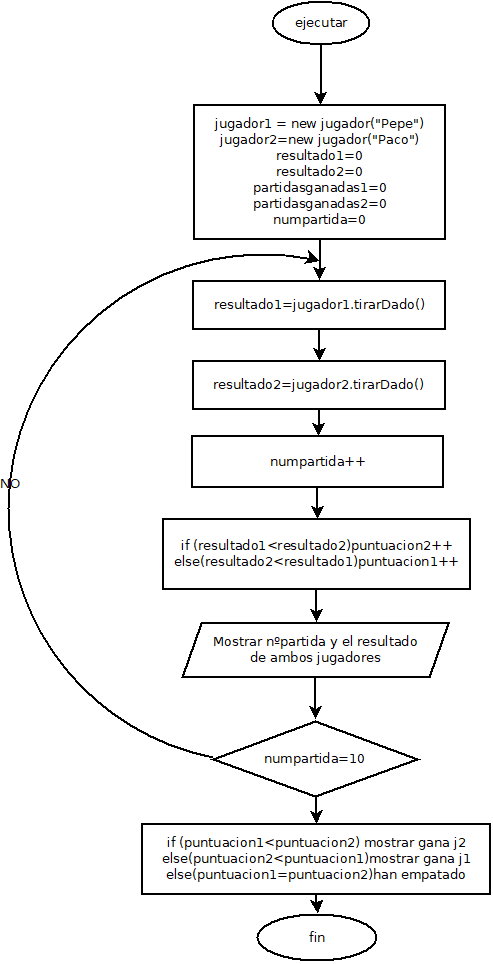 ejecutar
jugador1 = new jugador("Pepe")
jugador2=new jugador("Paco")
resultado1=0
resultado2=0
partidasganadas1=0
partidasganadas2=0
numpartida=0
resultado1=jugador1.tirarDado()
resultado2=jugador2.tirarDado()
numpartida++
NO
if (resultado1<resultado2)puntuacion2++
else(resultado2<resultado1)puntuacion1++
Mostrar nºpartida y el resultado
de ambos jugadores
numpartida=10
if (puntuacion1<puntuacion2) mostrar gana j2
else(puntuacion2<puntuacion1)mostrar gana j1
else(puntuacion1=puntuacion2)han empatado
fin